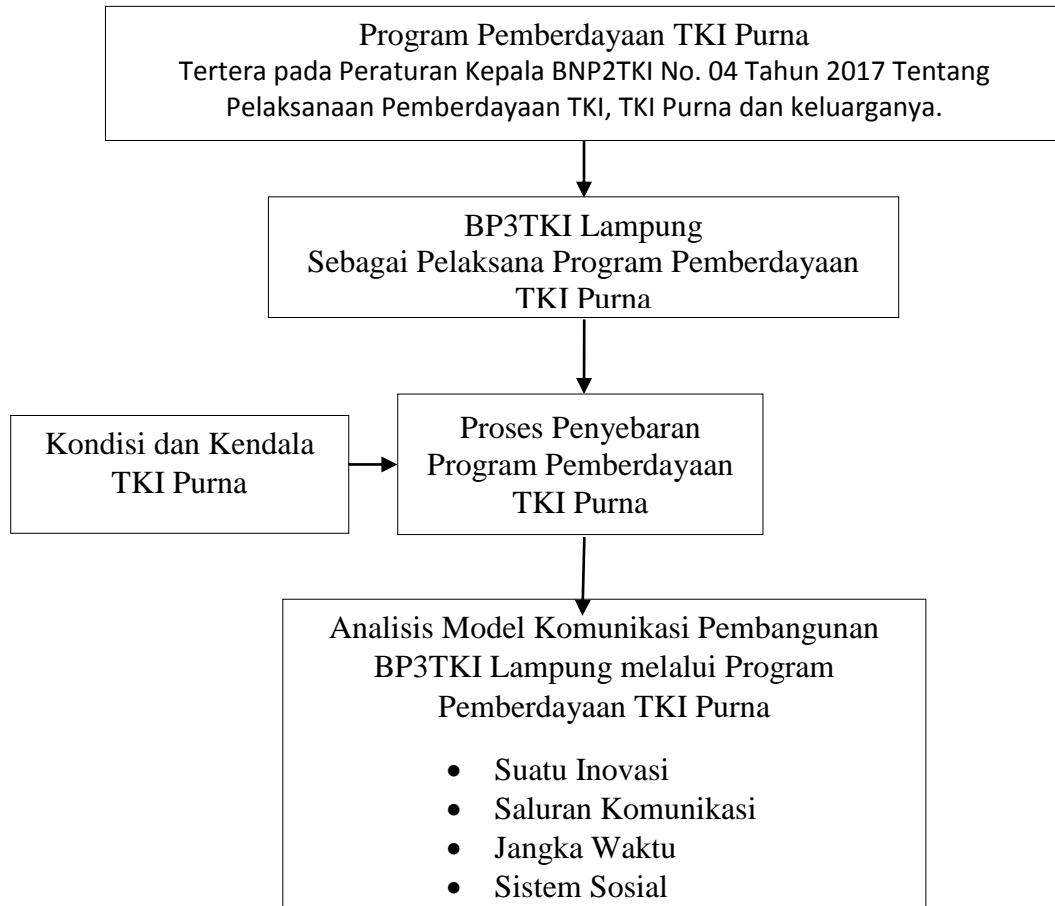 Program Pemberdayaan TKI Purna
Tertera pada Peraturan Kepala BNP2TKI No. 04 Tahun 2017 Tentang
Pelaksanaan Pemberdayaan TKI, TKI Purna dan keluarganya.
BP3TKI Lampung
Sebagai Pelaksana Program Pemberdayaan
TKI Purna
Kondisi dan Kendala
TKI Purna
Proses Penyebaran
Program Pemberdayaan
TKI Purna
Analisis Model Komunikasi Pembangunan
BP3TKI Lampung melalui Program
Pemberdayaan TKI Purna
• Suatu Inovasi
• Saluran Komunikasi
• Jangka Waktu
• Sistem Sosial